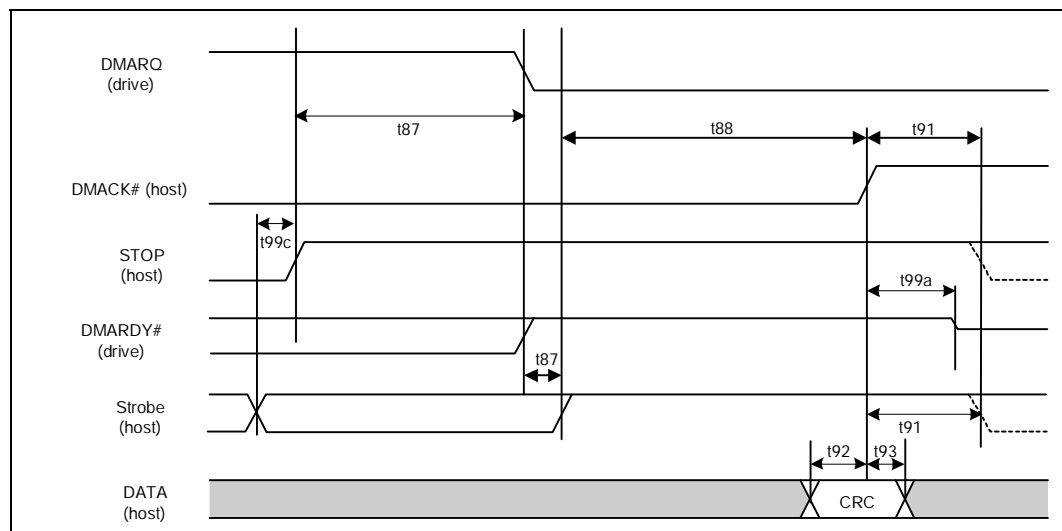 DMARQ
(drive)
t87
t88
t91
DMACK# (host)
t99c
STOP
(host)
t99a
DMARDY#
(drive)
t87
Strobe
(host)
t91
t92
t93
DATA
(host)
CRC